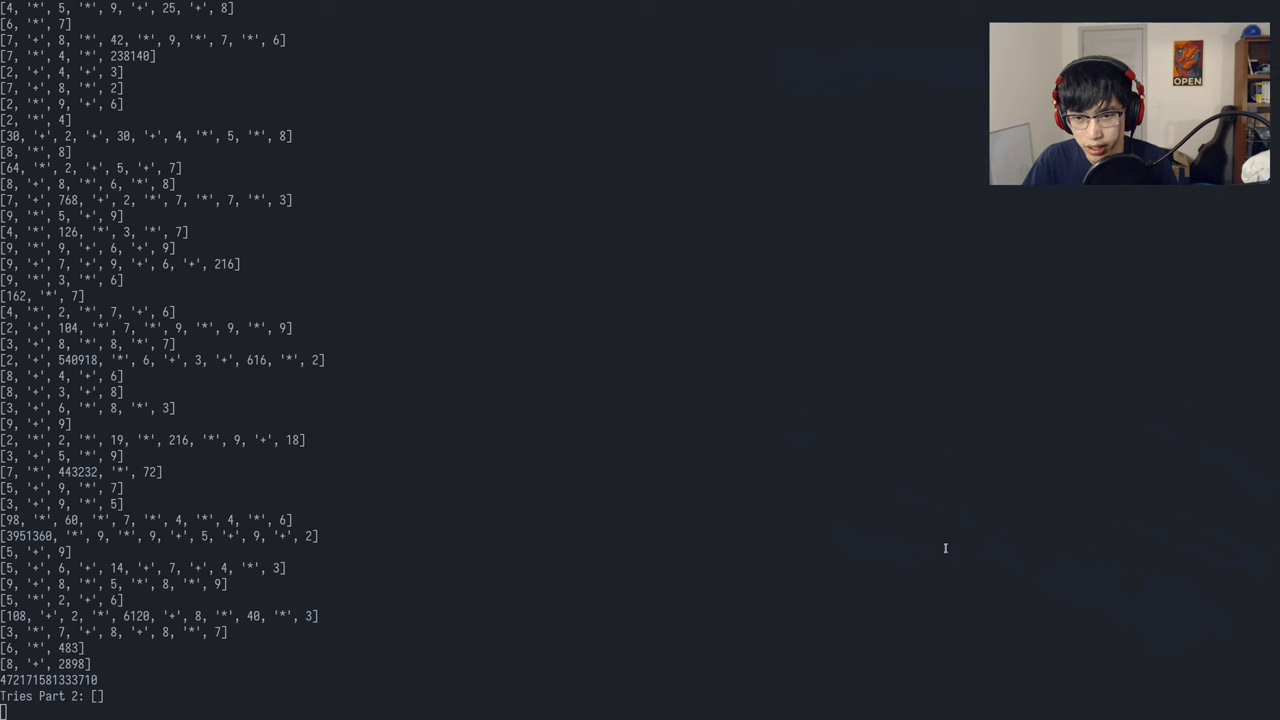 [4, '*', 5, '*', 9, '+', 25, '+', 8]
[6, '*', 7]
[7, '+', 8, '*', 42, '*', 9, '*', 7, '*', 6]
[7, '*', 4, '*', 238140]
[2, '+', 4, '+', 3]
[7, '+', 8, '*', 2]
[2, '*', 9, '+', 6]
[2, '*', 4]
[30, '+', 2, '+', 30, '+', 4, '*', 5, '*', 8]
[8, '*', 8]
[64, '*', 2, '+', 5, '+', 7]
[8, '+', 8, '*', 6, '*', 8]
[7, '+', 768, '+', 2, '*', 7, '*', 7, '*', 3]
[9, '*', 5, '+', 9]
[4, '*', 126, '*', 3, '*', 7]
[9, '*', 9, '+', 6, '+', 9]
[9, '+', 7, '+', 9, '+', 6, '+', 216]
[9, '*', 3, '*', 6]
[162, '*', 7]
[4, '*', 2, '*', 7, '+', 6]
[2, '+', 104, '*', 7, '*', 9, '*', 9, '*', 9]
[3, '+', 8, '*', 8, '*', 7]
[2, '+', 540918, '*', 6, '+', 3, '+', 616, '*', 2]
[8, '+', 4, '+', 6]
[8, '+', 3, '+', 8]
[3, '+', 6, '*', 8, '*', 3]
[9, '+', 9]
[2, '*', 2, '*', 19, '*', 216, '*', 9, '+', 18]
[3, '+', 5, '*', 9]
[7, '*', 443232, '*', 72]
[5, '+', 9, '*', 7]
[3, '+', 9, '*', 5]
[98, '*', 60, '*', 7, '*', 4, '*', 4, '*', 6]
[3951360, '*', 9, '*', 9, '+', 5, '+', 9, '+', 2]
[5, '+', 9]
[5, '+', 6, '+', 14, '+', 7, '+', 4, '*', 3]
[9, '+', 8, '*', 5, '*', 8, '*', 9]
[5, '*', 2, '+', 6]
[108, '+', 2, '*', 6120, '+', 8, '*', 40, '*', 3]
[3, '*', 7, '+', 8, '+', 8, '*', 7]
[6, '*', 483]
[8, '+', 2898]
472171581333710
Tries Part 2: []
OPEN